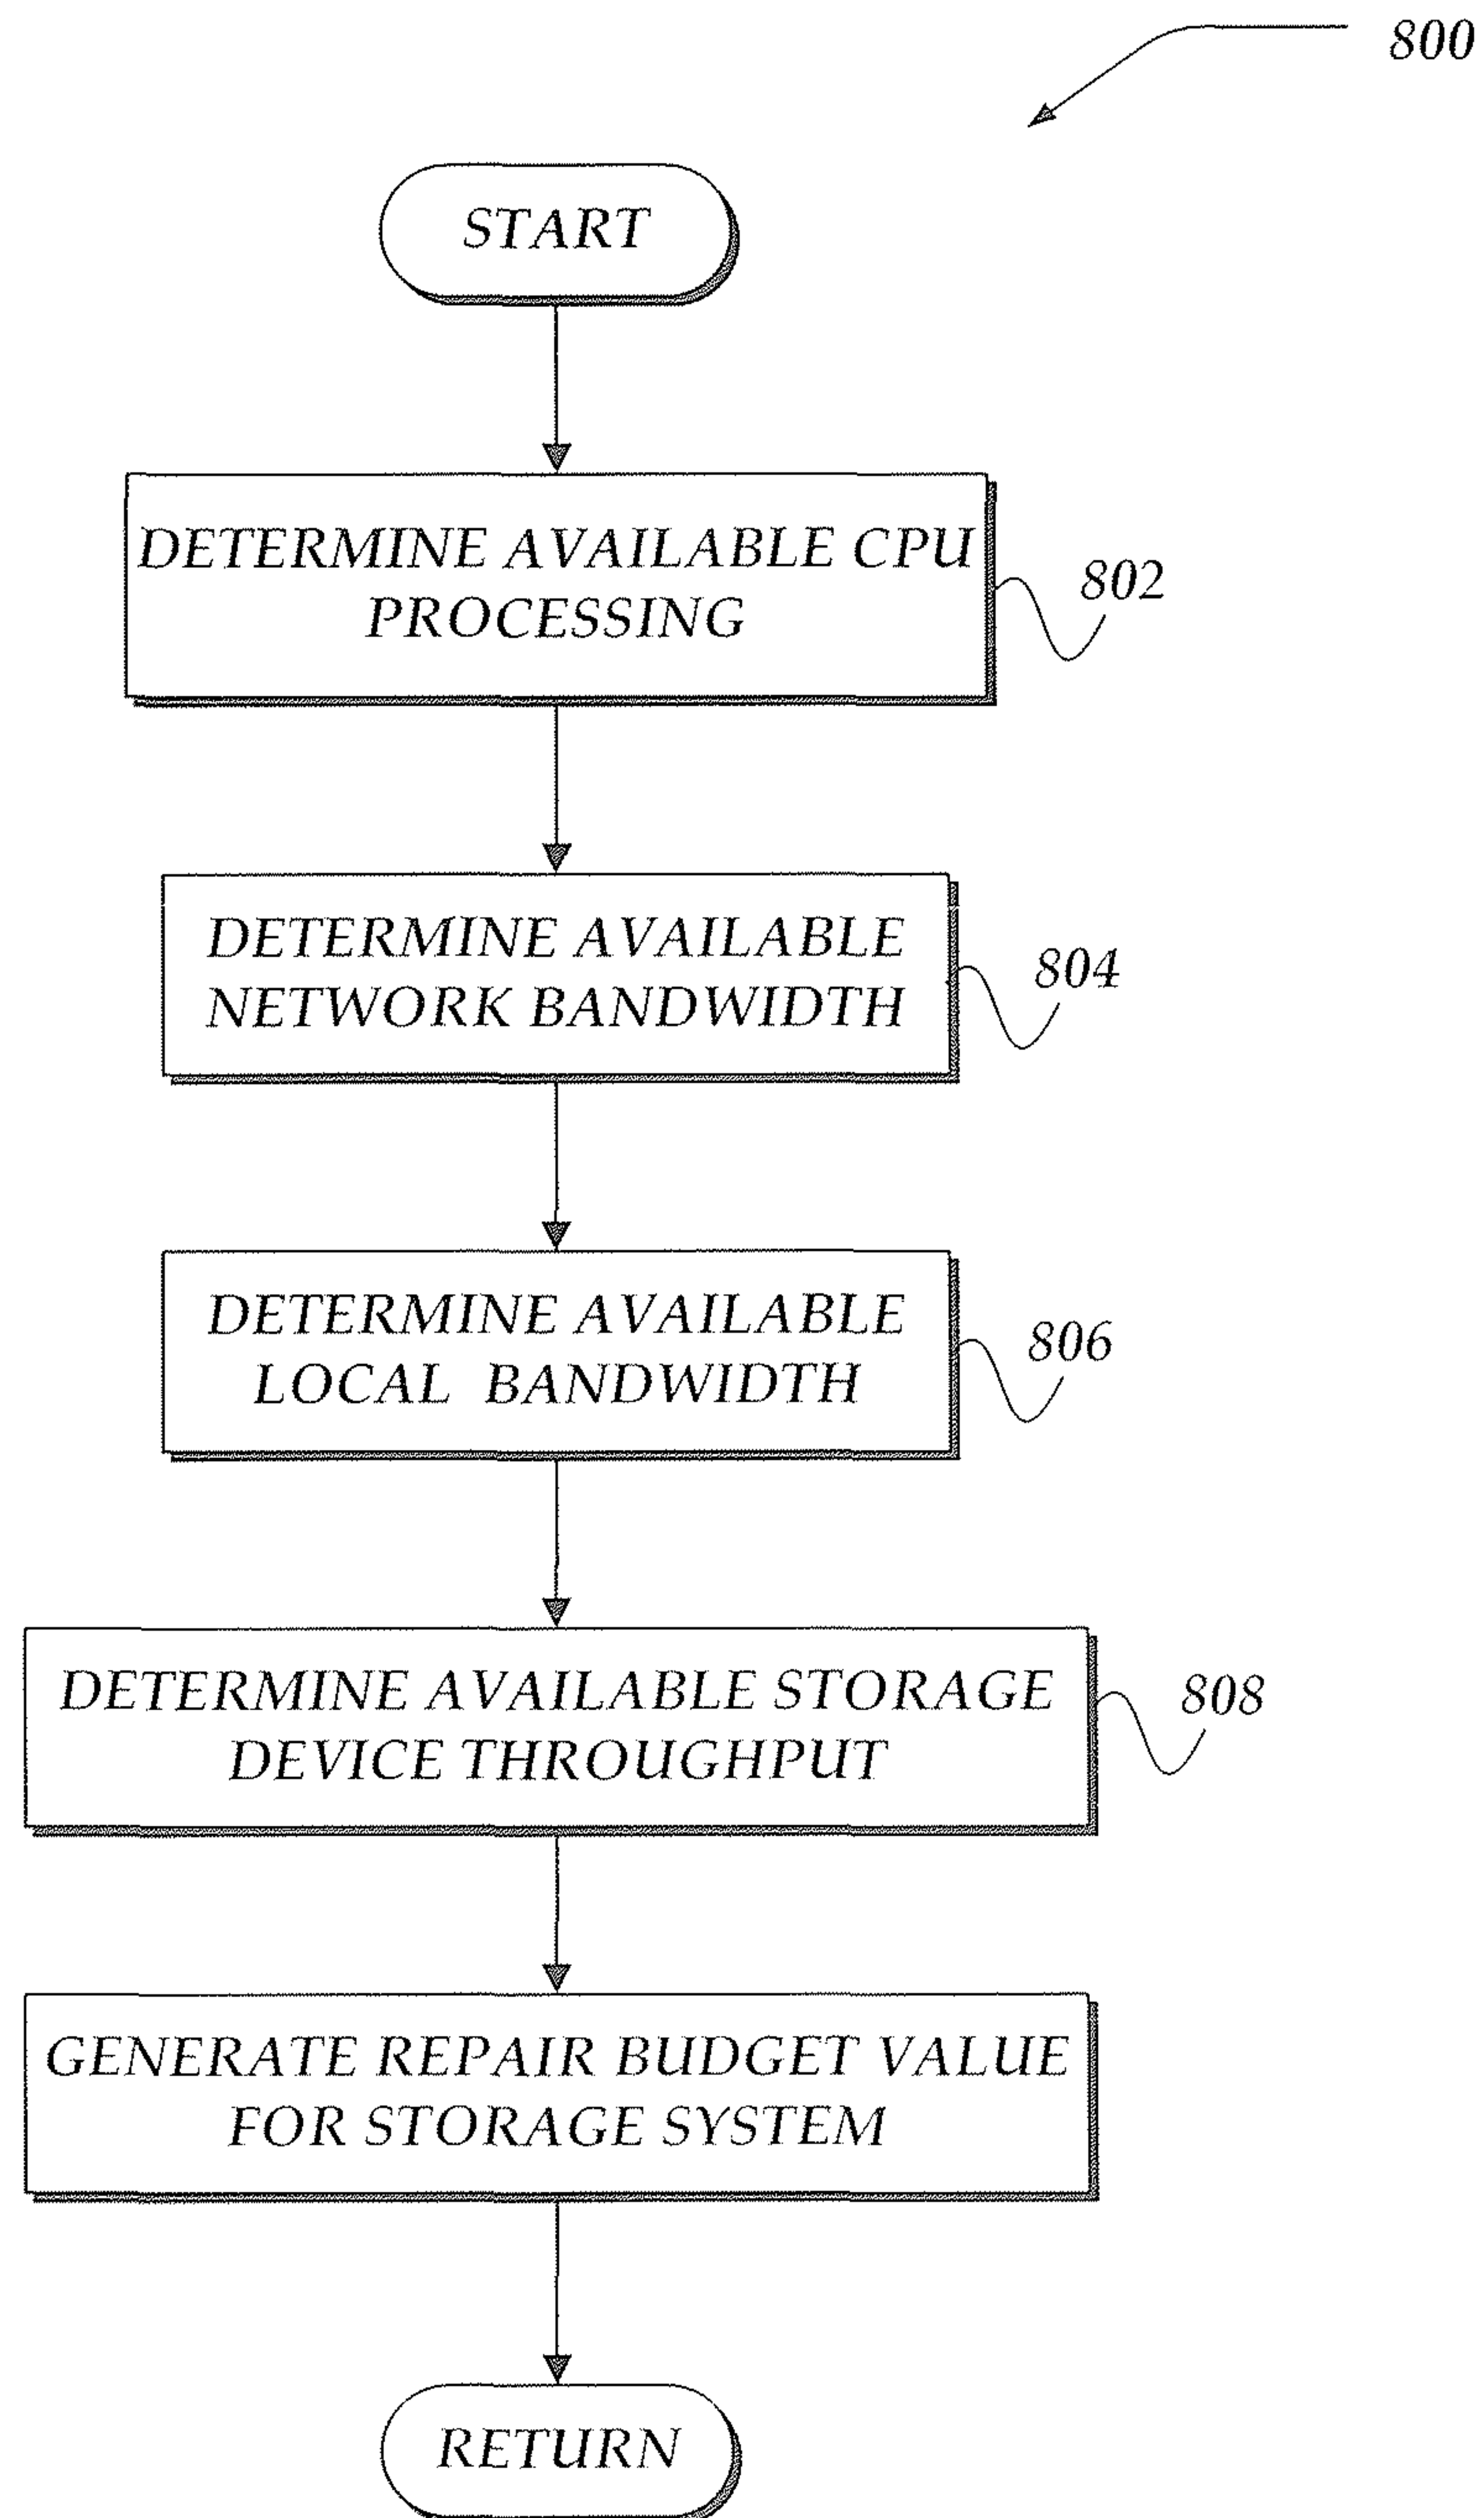 800
START
DETERMINE AVAILABLE CPU
PROCESSING
802
DETERMINE AVAILABLE
NETWORK BANDWIDTH
804
DETERMINE AVAILABLE
LOCAL BANDWIDTH
806
DETERMINE AVAILABLE STORAGE
DEVICE THROUGHPUT
808
GENERATE REPAIR BUDGET VALUE
FOR STORAGE SYSTEM
RETURN